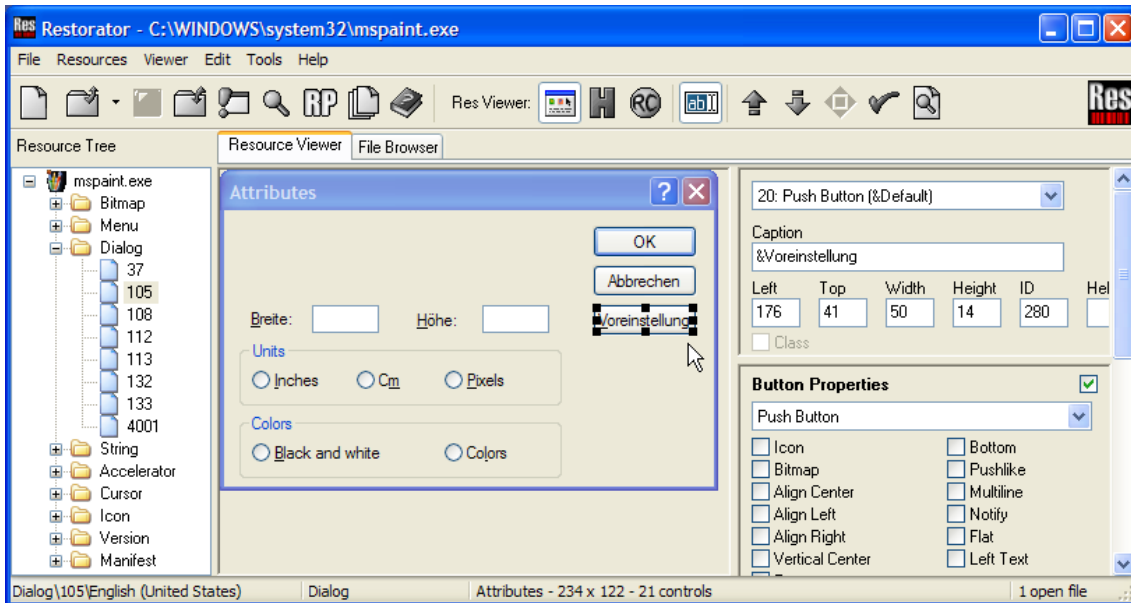 Res Restorator - C:\WINDOWS\system32\mspaint.exe
File Resources Viewer Edit Tools Help
RP Res Viewer: H RC ab Res
Resource Tree
Resource Viewer File Browser
mspaint.exe
Bitmap
Menu
Dialog
37
105
108
112
113
132
133
4001
String
Accelerator
Cursor
Icon
Version
Manifest
Attributes
OK
Abbrechen
Voreinstellung
Breite: Höhe:
Units
Inches Cm Pixels
Colors
Black and white Colors
20: Push Button (&Default)
Caption
&Voreinstellung
Left Top Width Height ID Hel
176 41 50 14 280
Class
Button Properties
Push Button
Icon Bottom
Bitmap Pushlike
Align Center Multiline
Align Left Notify
Align Right Flat
Vertical Center Left Text
Dialog\105\English (United States) Dialog Attributes - 234 x 122 - 21 controls 1 open file